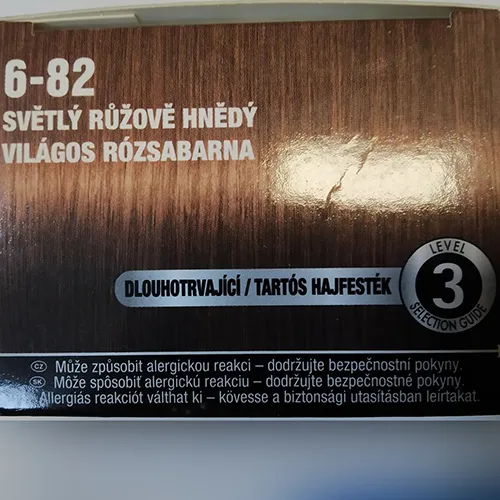 6-82
SVĚTLÝ RŮŽOVĚ HNĚDÝ
VILÁGOS RÓZSABARNA
DLOUHOTRVAJÍCÍ / TARTÓS HAJFESTÉK
LEVEL
3
SELECTION GUIDE
CZ Může způsobit alergickou reakci – dodržujte bezpečnostní pokyny.
SK Môže spôsobiť alergickú reakciu – dodržujte bezpečnostné pokyny.
Allergiás reakciót válthat ki – kövesse a biztonsági utasításban leírtakat.